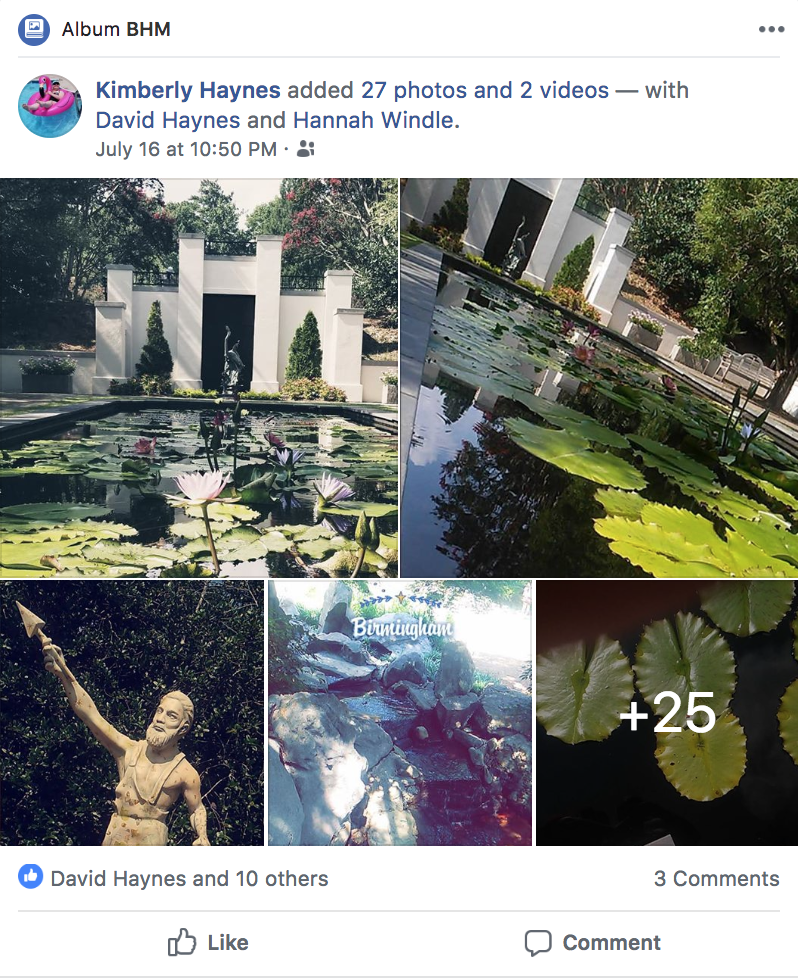 Album BHM
Kimberly Haynes added 27 photos and 2 videos — with
David Haynes and Hannah Windle.
July 16 at 10:50 PM ·
Birmingham
+25
David Haynes and 10 others
3 Comments
Like
Comment